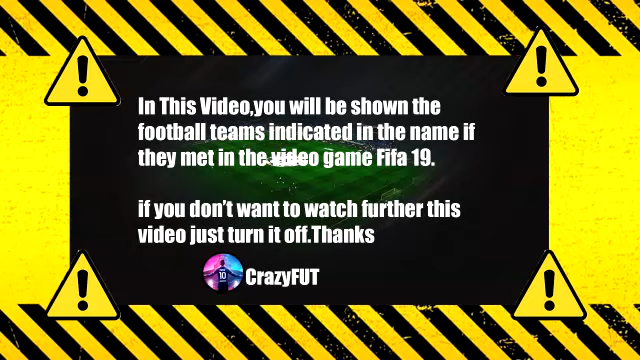 In This Video,you will be shown the
football teams indicated in the name if
they met in the video game Fifa 19.
if you don't want to watch further this
video just turn it off.Thanks
10
CrazyFUT